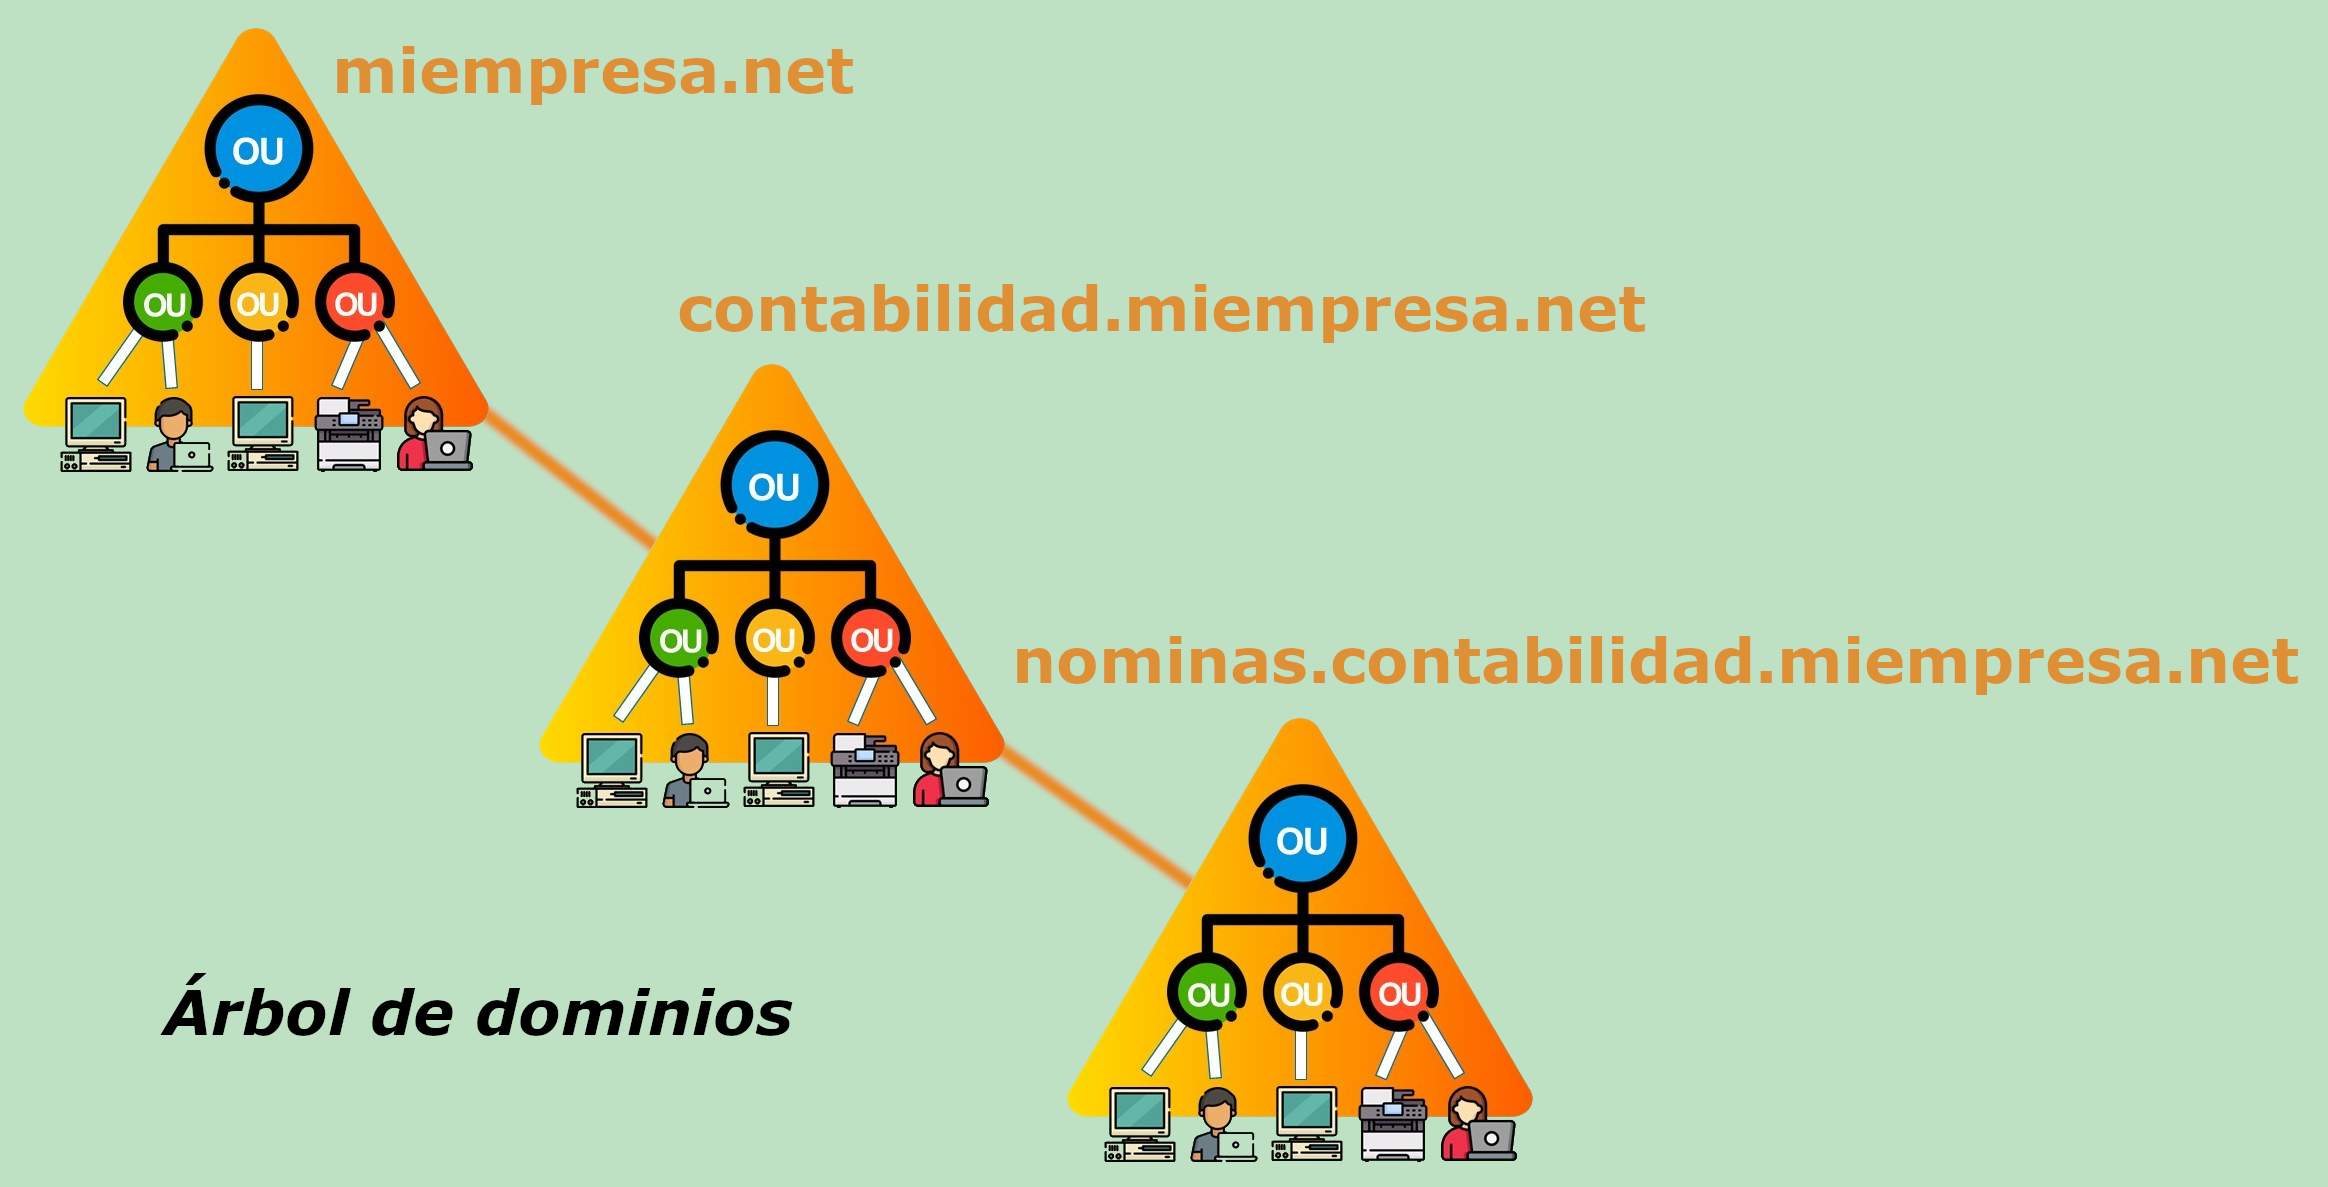 miempresa.net
OU
OU OU OU
contabilidad.miempresa.net
OU
OU OU OU
nominas.contabilidad.miempresa.net
OU
OU OU OU
Árbol de dominios